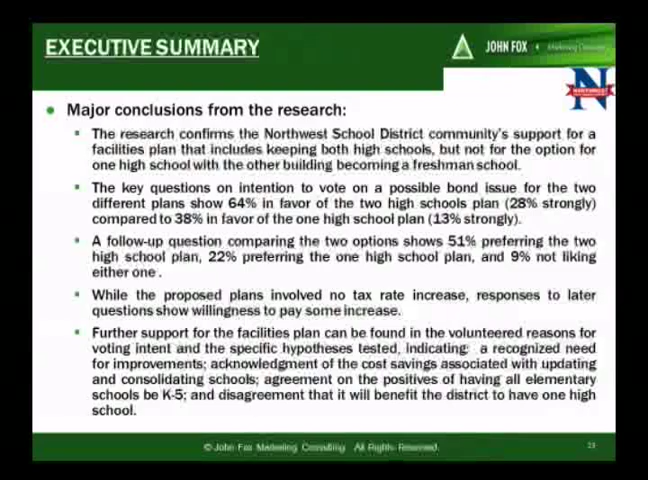 EXECUTIVE SUMMARY
JOHN FOX
NORTHWEST
Major conclusions from the research:
The research confirms the Northwest School District community's support for a
facilities plan that includes keeping both high schools, but not for the option for
one high school with the other building becoming a freshman school.
The key questions on intention to vote on a possible bond issue for the two
different plans show 64% in favor of the two high schools plan (28% strongly)
compared to 38% in favor of the one high school plan (13% strongly).
A follow-up question comparing the two options shows 51% preferring the two
high school plan, 22% preferring the one high school plan, and 9% not liking
either one .
While the proposed plans involved no tax rate increase, responses to later
questions show willingness to pay some increase.
Further support for the facilities plan can be found in the volunteered reasons for
voting intent and the specific hypotheses tested, indicating: a recognized need
for improvements; acknowledgment of the cost savings associated with updating
and consolidating schools; agreement on the positives of having all elementary
schools be K-5; and disagreement that it will benefit the district to have one high
school.
© John Fox Marketing Consulting. All Rights Reserved.